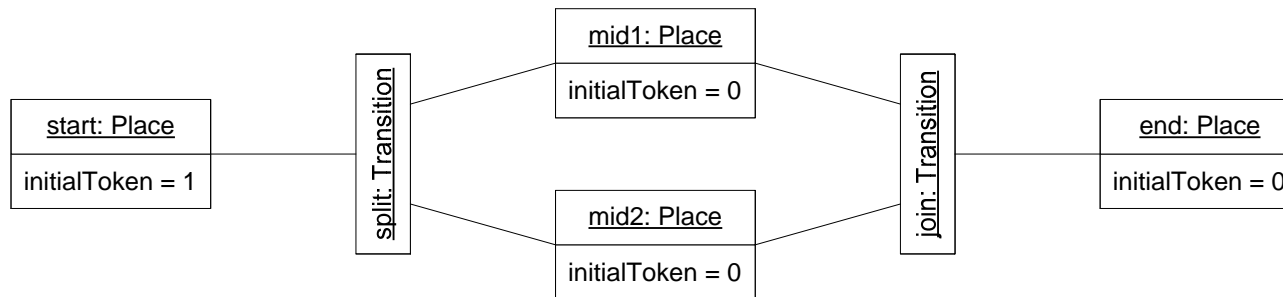 start: Place
initialToken = 1
split: Transition
mid1: Place
initialToken = 0
mid2: Place
initialToken = 0
join: Transition
end: Place
initialToken = 0